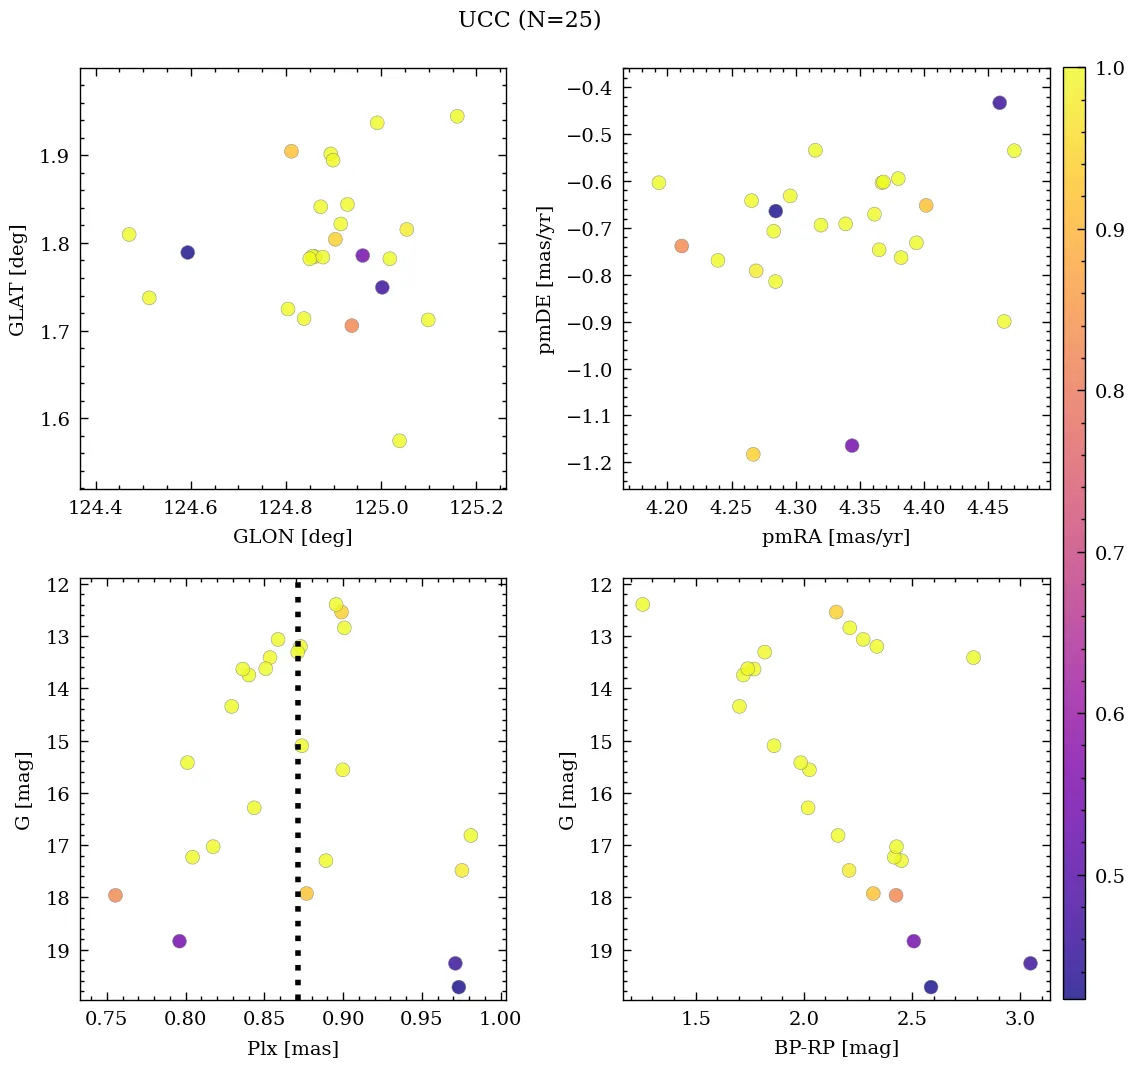 UCC (N=25)
1.9
1.8
1.7
1.6
GLAT [deg]
124.4 124.6 124.8 125.0 125.2
GLON [deg]
−0.4
−0.5
−0.6
−0.7
−0.8
−0.9
−1.0
−1.1
−1.2
pmDE [mas/yr]
4.20 4.25 4.30 4.35 4.40 4.45
pmRA [mas/yr]
12
13
14
15
16
17
18
19
G [mag]
0.75 0.80 0.85 0.90 0.95 1.00
Plx [mas]
12
13
14
15
16
17
18
19
G [mag]
1.5 2.0 2.5 3.0
BP-RP [mag]
1.0
0.9
0.8
0.7
0.6
0.5